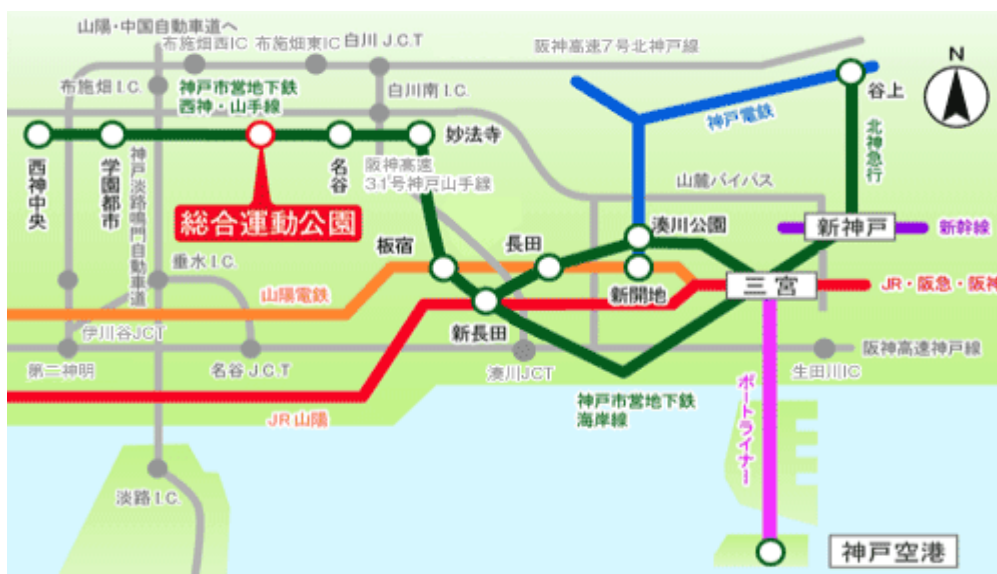 山陽・中国自動車道へ
布施畑西IC
布施畑東IC
白川 J.C.T
阪神高速7号北神戸線
N
布施畑 I.C.
神戸市営地下鉄
西神・山手線
白川南 I.C.
神戸電鉄
谷上
北神急行
西神中央
学園都市
神戸淡路鳴門自動車道
名谷
妙法寺
阪神高速
31号神戸山手線
山麓バイパス
総合運動公園
板宿
長田
湊川公園
新神戸
新幹線
垂水 I.C.
山陽電鉄
新開地
三宮
JR・阪急・阪神
伊川谷JCT
新長田
第二神明
名谷 J.C.T
湊川JCT
生田川IC
阪神高速神戸線
JR山陽
神戸市営地下鉄
海岸線
ポートライナー
淡路 I.C.
神戸空港